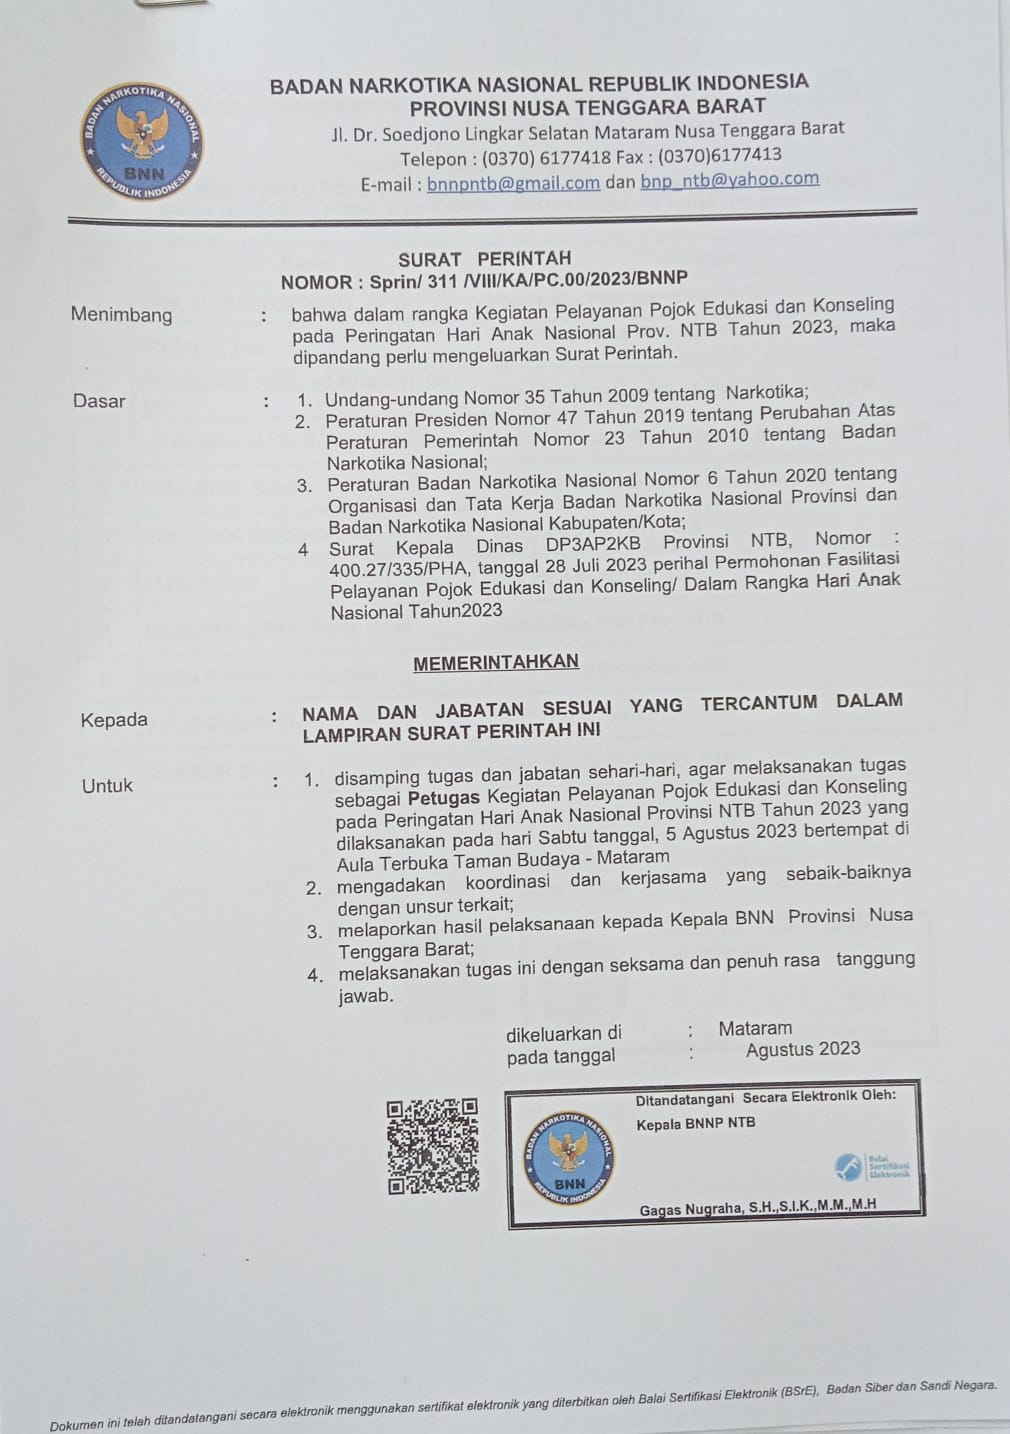 BADAN NARKOTIKA NASIONAL REPUBLIK INDONESIA
PROVINSI NUSA TENGGARA BARAT
Jl. Dr. Soedjono Lingkar Selatan Mataram Nusa Tenggara Barat
Telepon : (0370) 6177418 Fax : (0370)6177413
E-mail : bnnpntb@gmail.com dan bnp_ntb@yahoo.com
BADAN NARKOTIKA NASIONAL
BNN
REPUBLIK INDONESIA
SURAT PERINTAH
NOMOR : Sprin/ 311 /VIII/KA/PC.00/2023/BNNP
Menimbang : bahwa dalam rangka Kegiatan Pelayanan Pojok Edukasi dan Konseling
pada Peringatan Hari Anak Nasional Prov. NTB Tahun 2023, maka
dipandang perlu mengeluarkan Surat Perintah.
Dasar : 1. Undang-undang Nomor 35 Tahun 2009 tentang Narkotika;
2. Peraturan Presiden Nomor 47 Tahun 2019 tentang Perubahan Atas
Peraturan Pemerintah Nomor 23 Tahun 2010 tentang Badan
Narkotika Nasional;
3. Peraturan Badan Narkotika Nasional Nomor 6 Tahun 2020 tentang
Organisasi dan Tata Kerja Badan Narkotika Nasional Provinsi dan
Badan Narkotika Nasional Kabupaten/Kota;
4 Surat Kepala Dinas DP3AP2KB Provinsi NTB, Nomor :
400.27/335/PHA, tanggal 28 Juli 2023 perihal Permohonan Fasilitasi
Pelayanan Pojok Edukasi dan Konseling/ Dalam Rangka Hari Anak
Nasional Tahun2023
MEMERINTAHKAN
Kepada : NAMA DAN JABATAN SESUAI YANG TERCANTUM DALAM
LAMPIRAN SURAT PERINTAH INI
Untuk : 1. disamping tugas dan jabatan sehari-hari, agar melaksanakan tugas
sebagai Petugas Kegiatan Pelayanan Pojok Edukasi dan Konseling
pada Peringatan Hari Anak Nasional Provinsi NTB Tahun 2023 yang
dilaksanakan pada hari Sabtu tanggal, 5 Agustus 2023 bertempat di
Aula Terbuka Taman Budaya - Mataram
2. mengadakan koordinasi dan kerjasama yang sebaik-baiknya
dengan unsur terkait;
3. melaporkan hasil pelaksanaan kepada Kepala BNN Provinsi Nusa
Tenggara Barat;
4. melaksanakan tugas ini dengan seksama dan penuh rasa tanggung
jawab.
dikeluarkan di : Mataram
pada tanggal : Agustus 2023
Ditandatangani Secara Elektronik Oleh:
Kepala BNNP NTB
BADAN NARKOTIKA NASIONAL
BNN
REPUBLIK INDONESIA
Balai
Sertifikasi
Elektronik
Gagas Nugraha, S.H.,S.I.K.,M.M.,M.H
Dokumen ini telah ditandatangani secara elektronik menggunakan sertifikat elektronik yang diterbitkan oleh Balai Sertifikasi Elektronik (BSrE), Badan Siber dan Sandi Negara.